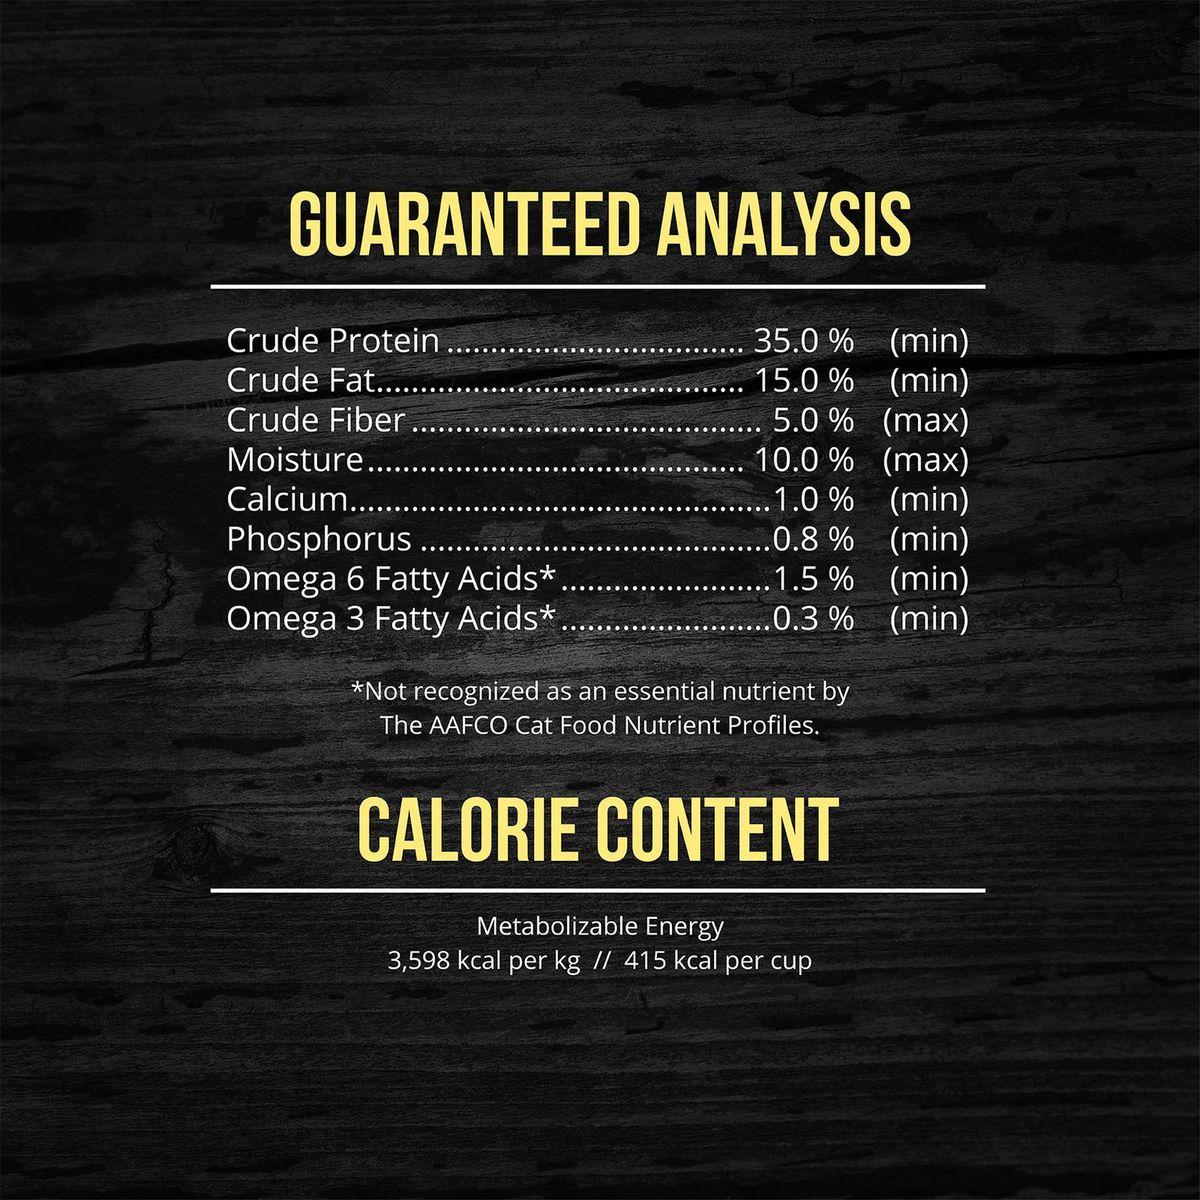 GUARANTEED ANALYSIS
Crude Protein .................................. 35.0 % (min)
Crude Fat.......................................... 15.0 % (min)
Crude Fiber ........................................ 5.0 % (max)
Moisture........................................... 10.0 % (max)
Calcium................................................1.0 % (min)
Phosphorus ........................................0.8 % (min)
Omega 6 Fatty Acids*........................1.5 % (min)
Omega 3 Fatty Acids*........................0.3 % (min)
*Not recognized as an essential nutrient by
The AAFCO Cat Food Nutrient Profiles.
CALORIE CONTENT
Metabolizable Energy
3,598 kcal per kg // 415 kcal per cup